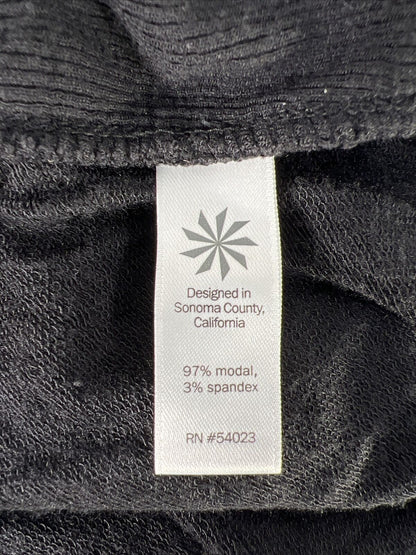 Designed in
Sonoma County,
California
97% modal,
3% spandex
RN #54023